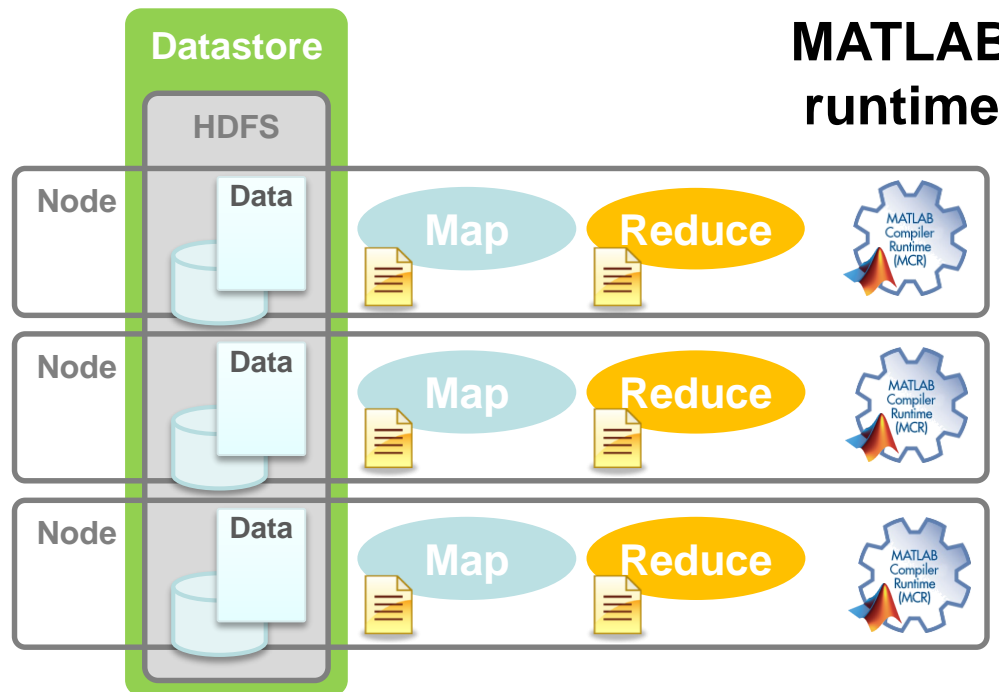 Datastore
MATLAB
runtime
HDFS
Node
Data
Map
Reduce
MATLAB
Compiler
Runtime
(MCR)
Node
Data
Map
Reduce
MATLAB
Compiler
Runtime
(MCR)
Node
Data
Map
Reduce
MATLAB
Compiler
Runtime
(MCR)